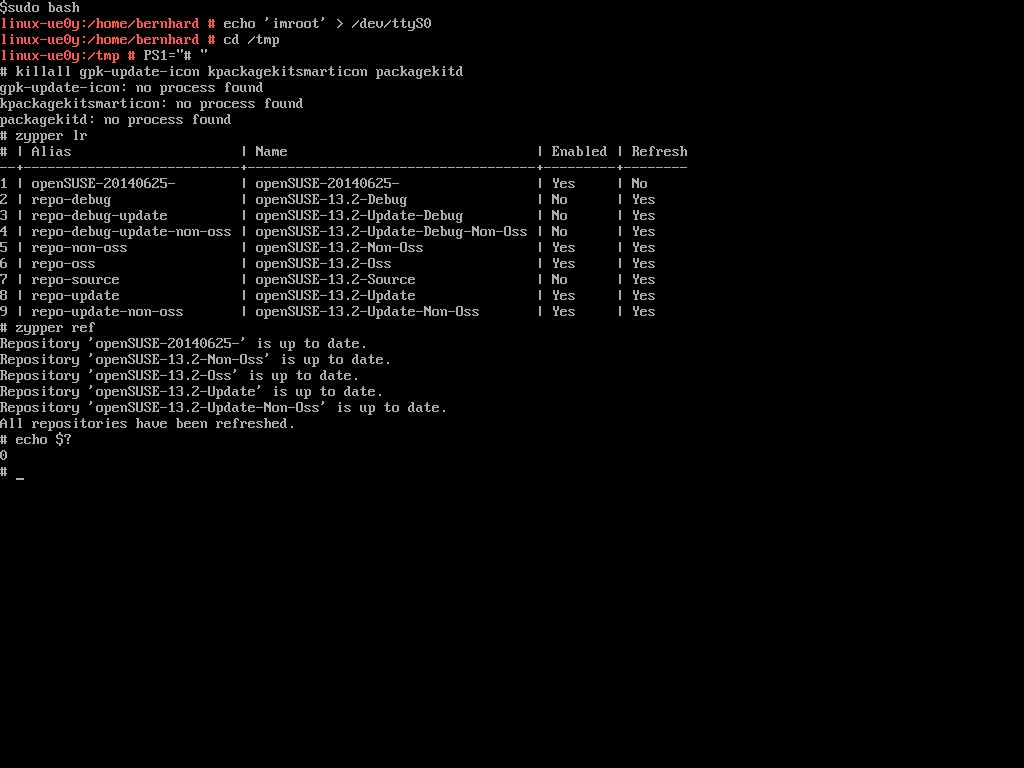 $sudo bash
linux-ue0y:/home/bernhard # echo 'imroot' > /dev/ttyS0
linux-ue0y:/home/bernhard # cd /tmp
linux-ue0y:/tmp # PS1="# "
# killall gpk-update-icon kpackagekitsmarticon packagekitd
gpk-update-icon: no process found
kpackagekitsmarticon: no process found
packagekitd: no process found
# zypper lr
# | Alias                     | Name                               | Enabled | Refresh
--+---------------------------+------------------------------------+---------+--------
1 | openSUSE-20140625-        | openSUSE-20140625-                 | Yes     | No
2 | repo-debug                | openSUSE-13.2-Debug                | No      | Yes
3 | repo-debug-update         | openSUSE-13.2-Update-Debug         | No      | Yes
4 | repo-debug-update-non-oss | openSUSE-13.2-Update-Debug-Non-Oss | No      | Yes
5 | repo-non-oss              | openSUSE-13.2-Non-Oss              | Yes     | Yes
6 | repo-oss                  | openSUSE-13.2-Oss                  | Yes     | Yes
7 | repo-source               | openSUSE-13.2-Source               | No      | Yes
8 | repo-update               | openSUSE-13.2-Update               | Yes     | Yes
9 | repo-update-non-oss       | openSUSE-13.2-Update-Non-Oss       | Yes     | Yes
# zypper ref
Repository 'openSUSE-20140625-' is up to date.
Repository 'openSUSE-13.2-Non-Oss' is up to date.
Repository 'openSUSE-13.2-Oss' is up to date.
Repository 'openSUSE-13.2-Update' is up to date.
Repository 'openSUSE-13.2-Update-Non-Oss' is up to date.
All repositories have been refreshed.
# echo $?
0
# _